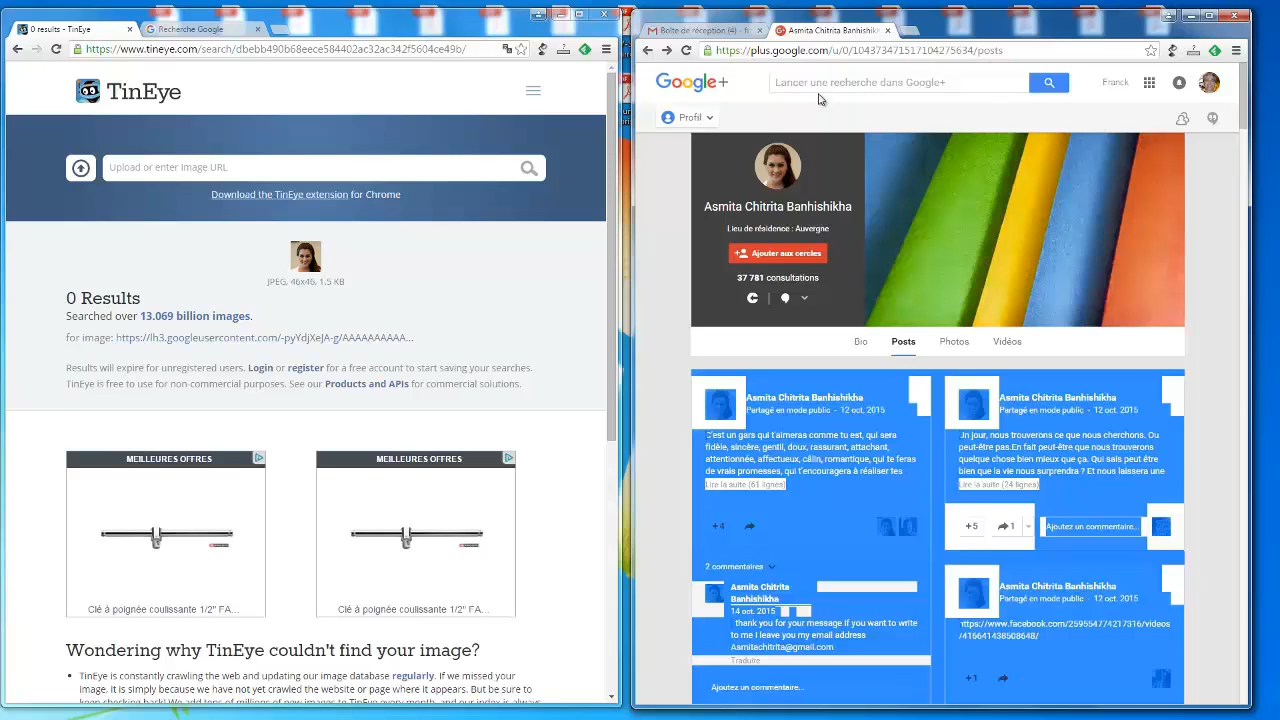 0 results - TinEye
Recherche Google
https://www.tineye.com/search/dbebb490b68eece58440c2c32ac342f5604ce49b/
TinEye
Upload or enter Image URL
Download the TinEye extension for Chrome
JPEG, 46x46, 1.5 KB
0 Results
Searched over 13.069 billion images.
for image: https://lh3.googleusercontent.com/-pyYdjXeJA-g/AAAAAAAAAA...
Results will expire for unregistered users. Login or register for a free account to start saving your searches.
TinEye is free to use for non-commercial purposes. See our Products and APIs for commercial solutions.
MEILLEURES OFFRES
Clé à poignée coulissante 1/2" FA...
MEILLEURES OFFRES
Clé à poignée coulissante 1/2" FA...
Wondering why TinEye couldn't find your image?
TinEye is constantly crawling the web and updating our image database regularly. If we missed your
image, it is simply because we have not yet crawled the website or page where it appears. But be sure to
Boîte de réception (4) - f
Asmita Chitrita Banhishikh
https://plus.google.com/u/0/104373471517104275634/posts
Google+
Lancer une recherche dans Google+
Franck
Profil
Asmita Chitrita Banhishikha
Lieu de résidence : Auvergne
Ajouter aux cercles
37 781 consultations
Bio
Posts
Photos
Vidéos
Asmita Chitrita Banhishikha
Partagé en mode public - 12 oct. 2015
C'est un gars qui t'aimeras comme tu est, qui sera
fidèle, sincère, gentil, doux, rassurant, attachant,
attentionnée, affectueux, câlin, romantique, qui te feras
de vrais promesses, qui t'encouragera à réaliser tes
Lire la suite (61 lignes)
+4
2 commentaires
Asmita Chitrita
Banhishikha
14 oct. 2015
thank you for your message if you want to write
to me I leave you my email address
Asmitachitrita@gmail.com
Traduire
Ajoutez un commentaire...
Asmita Chitrita Banhishikha
Partagé en mode public - 12 oct. 2015
Un jour, nous trouverons ce que nous cherchons. Ou
peut-être pas.En fait peut-être que nous trouverons
quelque chose bien mieux que ça. Qui sais peut être
bien que la vie nous surprendra ? Et nous laissera une
Lire la suite (24 lignes)
+5
1
Ajoutez un commentaire...
Asmita Chitrita Banhishikha
Partagé en mode public - 12 oct. 2015
https://www.facebook.com/259554774217316/videos
/416641438508648/
+1